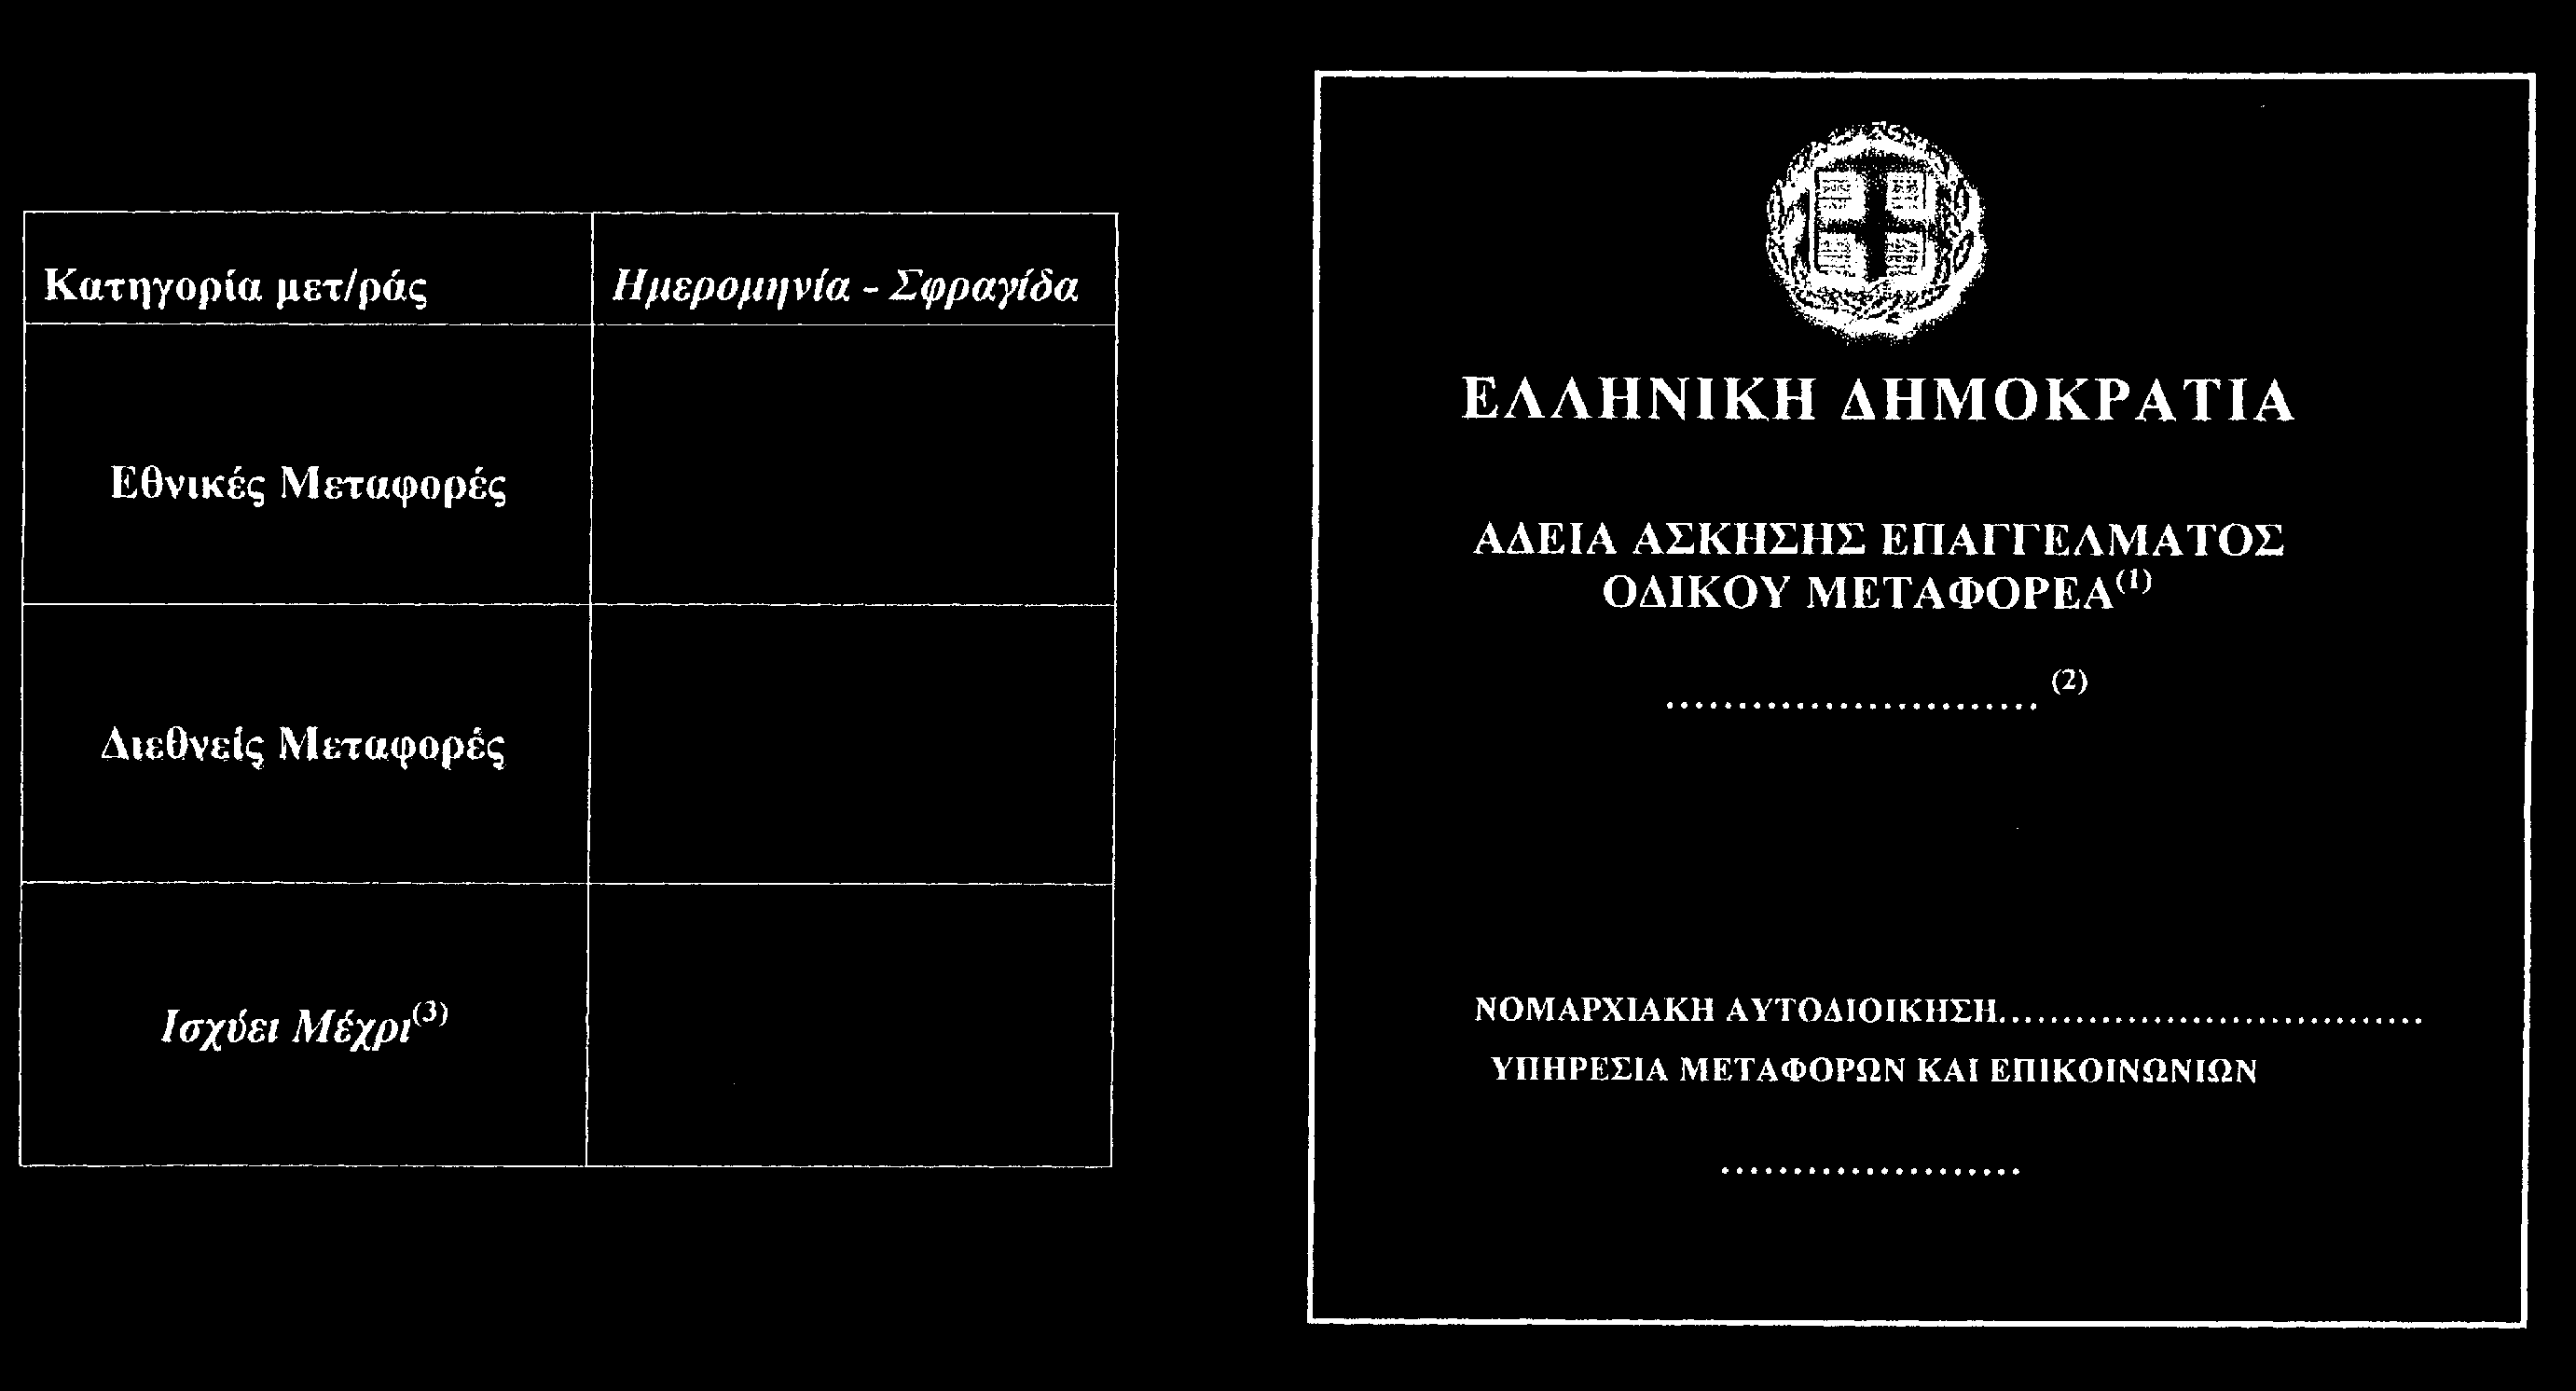 Κατηγορία μετ/ράς
Ημερομηνία - Σφραγίδα
Εθνικές Μεταφορές
Διεθνείς Μεταφορές
Ισχύει Μέχρι(3)
ΕΛΛΗΝΙΚΗ ΔΗΜΟΚΡΑΤΙΑ
ΑΔΕΙΑ ΑΣΚΗΣΗΣ ΕΠΑΓΓΕΛΜΑΤΟΣ
ΟΔΙΚΟΥ ΜΕΤΑΦΟΡΕΑ(1)
.......................... (2)
ΝΟΜΑΡΧΙΑΚΗ ΑΥΤΟΔΙΟΙΚΗΣΗ................................
ΥΠΗΡΕΣΙΑ ΜΕΤΑΦΟΡΩΝ ΚΑΙ ΕΠΙΚΟΙΝΩΝΙΩΝ
.....................